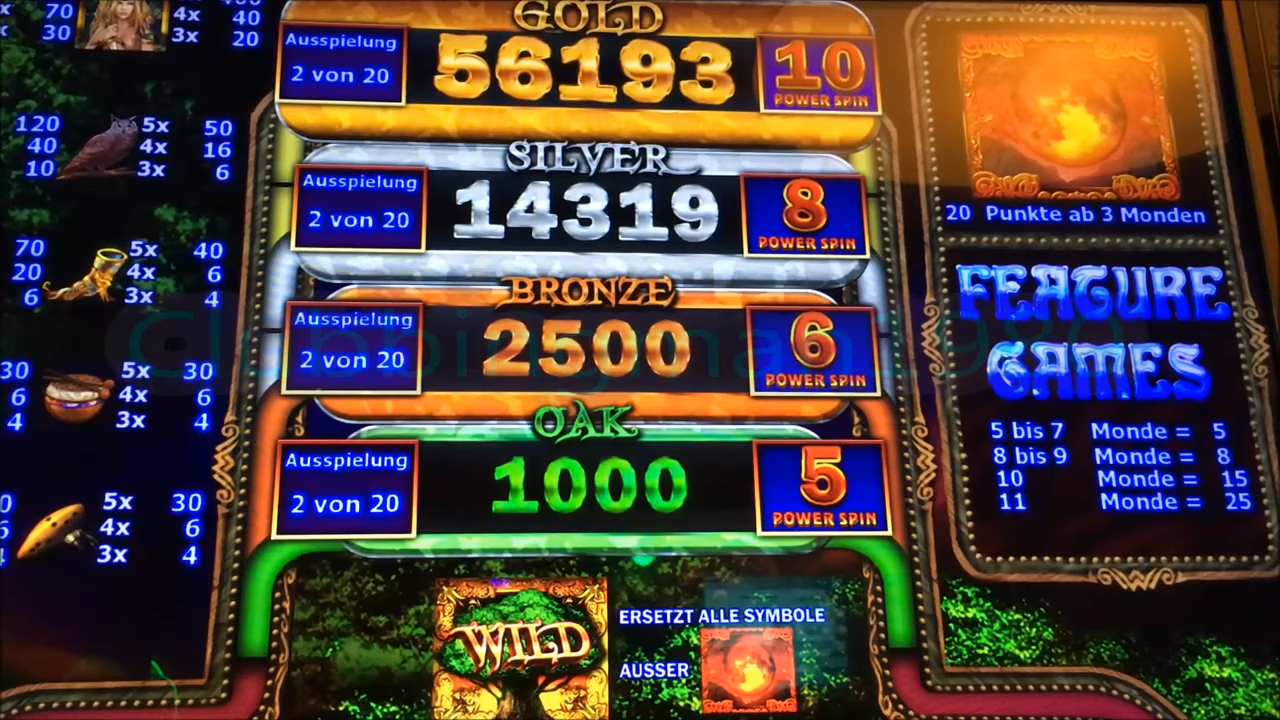 70 4x 40
30 3x 20
120 5x 50
40 4x 16
10 3x 6
70 5x 40
20 4x 6
6 3x 4
30 5x 30
6 4x 6
4 3x 4
5x 30
4x 6
3x 4
GOLD
Ausspielung
2 von 20
56193
10
POWER SPIN
SILVER
Ausspielung
2 von 20
14319
8
POWER SPIN
BRONZE
Ausspielung
2 von 20
2500
6
POWER SPIN
OAK
Ausspielung
2 von 20
1000
5
POWER SPIN
WILD
ERSETZT ALLE SYMBOLE
AUSSER
20 Punkte ab 3 Monden
FEATURE
GAMES
5 bis 7 Monde = 5
8 bis 9 Monde = 8
10 Monde = 15
11 Monde = 25